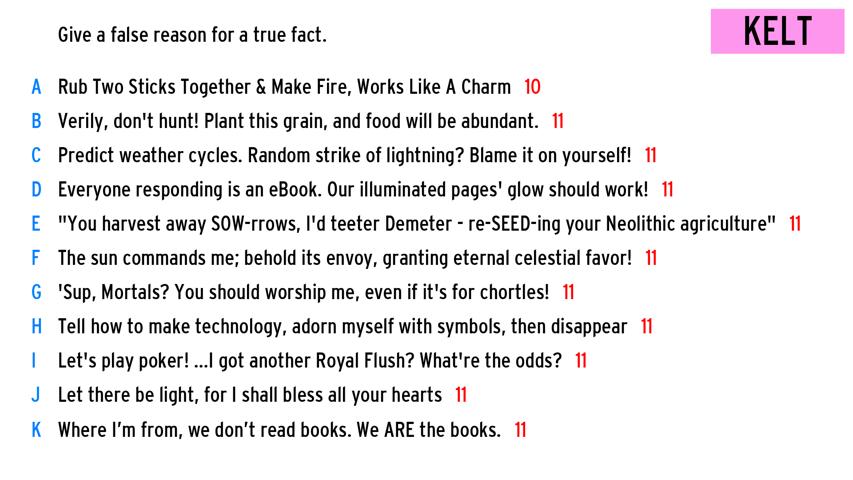 Give a false reason for a true fact.
KELT
A Rub Two Sticks Together & Make Fire, Works Like A Charm 10
B Verily, don't hunt! Plant this grain, and food will be abundant. 11
C Predict weather cycles. Random strike of lightning? Blame it on yourself! 11
D Everyone responding is an eBook. Our illuminated pages' glow should work! 11
E "You harvest away SOW-rrows, I'd teeter Demeter - re-SEED-ing your Neolithic agriculture" 11
F The sun commands me; behold its envoy, granting eternal celestial favor! 11
G 'Sup, Mortals? You should worship me, even if it's for chortles! 11
H Tell how to make technology, adorn myself with symbols, then disappear 11
I Let's play poker! ...I got another Royal Flush? What're the odds? 11
J Let there be light, for I shall bless all your hearts 11
K Where I’m from, we don’t read books. We ARE the books. 11